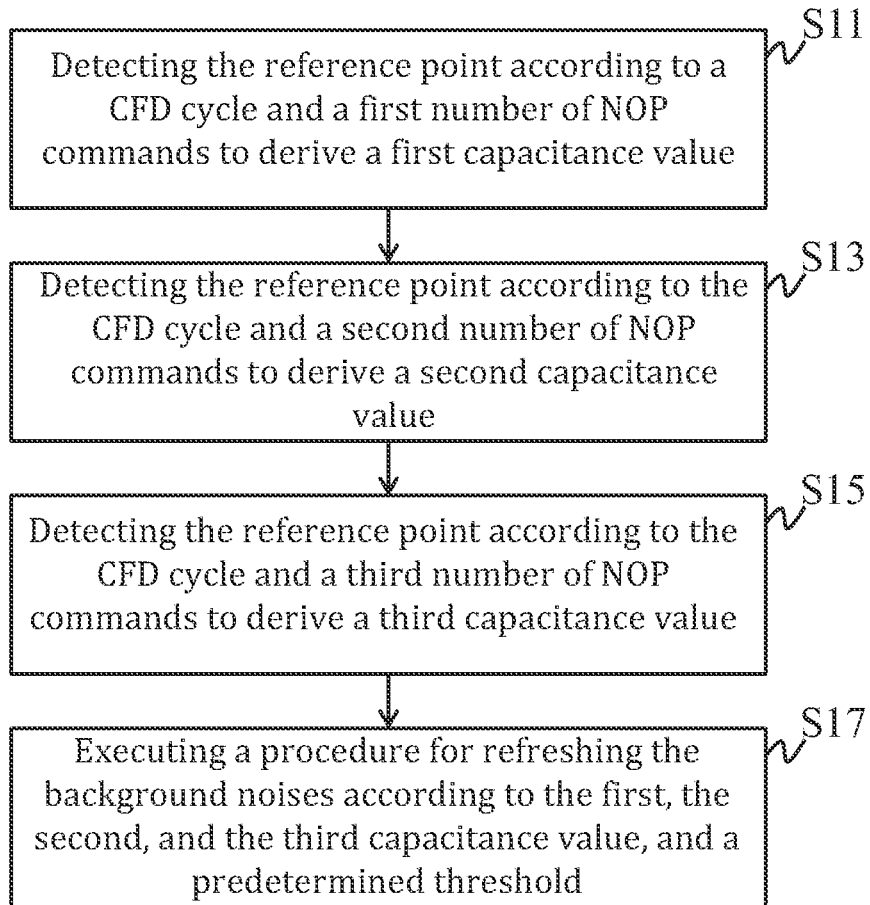 S11
Detecting the reference point according to a
CFD cycle and a first number of NOP
commands to derive a first capacitance value
S13
Detecting the reference point according to the
CFD cycle and a second number of NOP
commands to derive a second capacitance
value
S15
Detecting the reference point according to the
CFD cycle and a third number of NOP
commands to derive a third capacitance value
S17
Executing a procedure for refreshing the
background noises according to the first, the
second, and the third capacitance value, and a
predetermined threshold